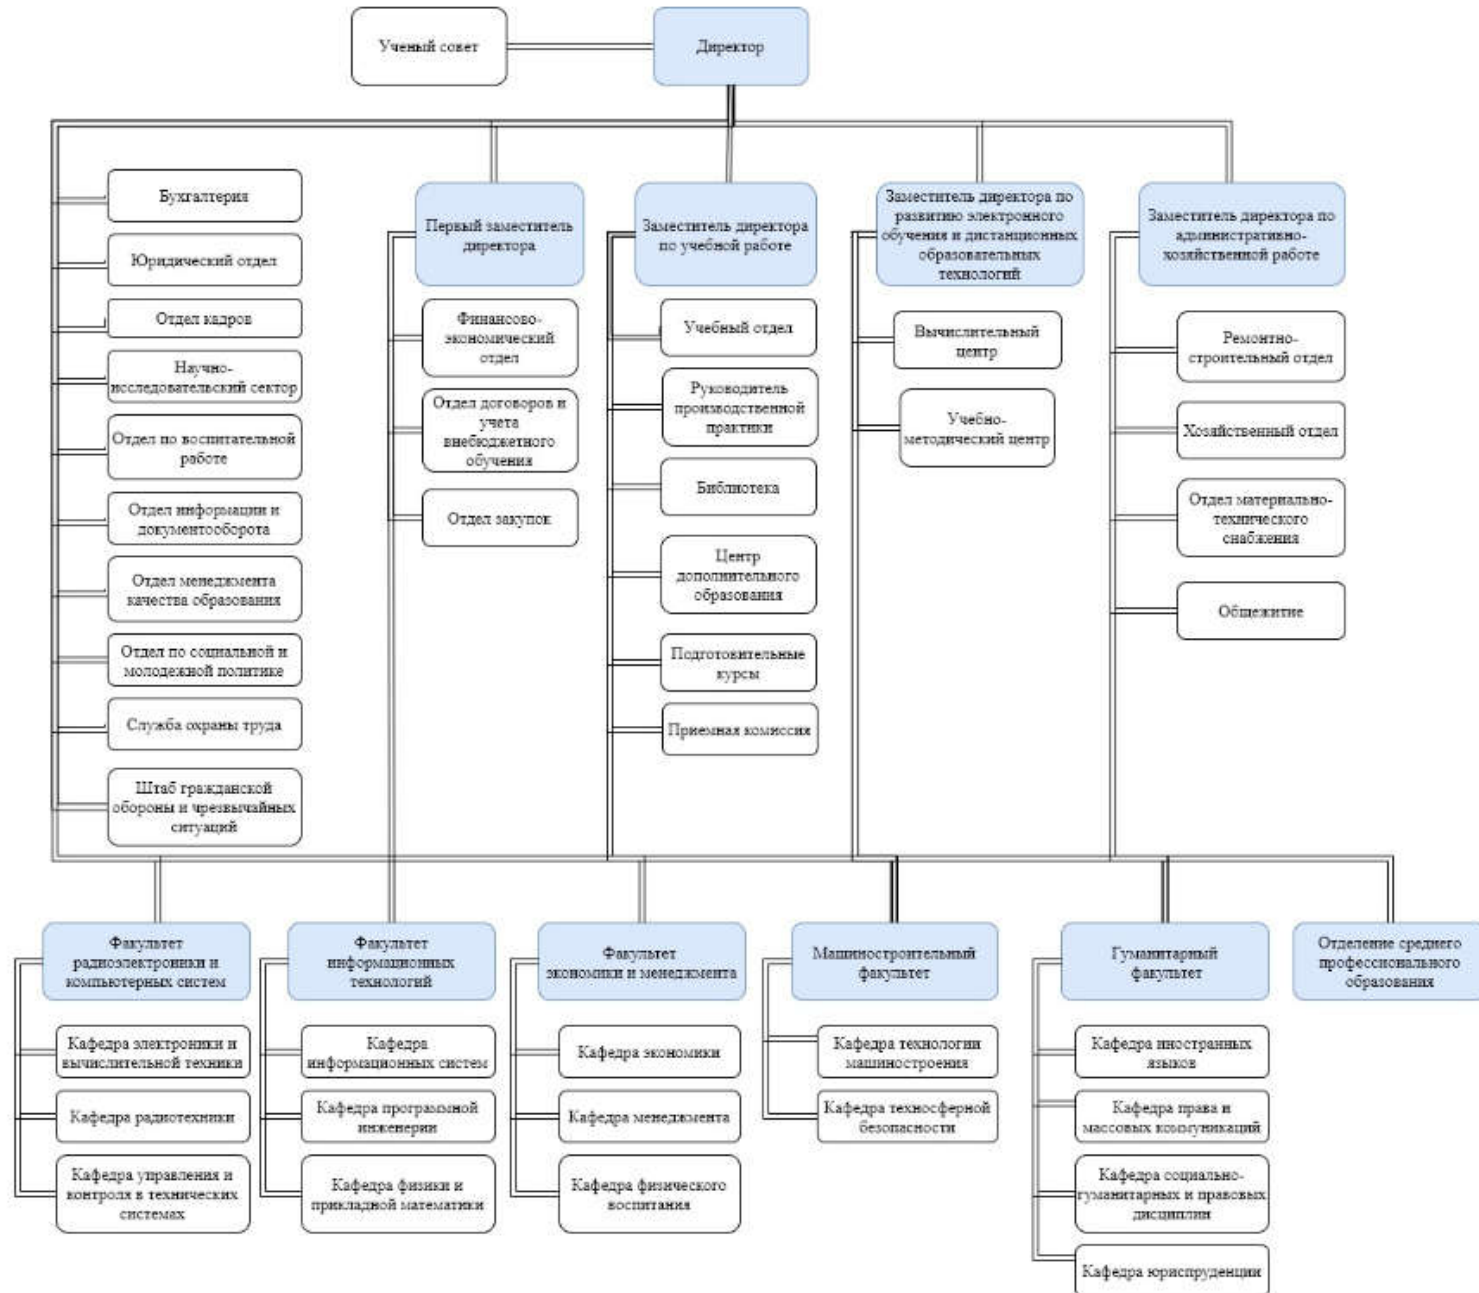 Ученый совет
Директор
Бухгалтерия
Юридический отдел
Отдел кадров
Научно-
исследовательский сектор
Отдел по воспитательной
работе
Отдел информации и
документооборота
Отдел менеджмента
качества образования
Отдел по социальной и
молодежной политике
Служба охраны труда
Штаб гражданской
обороны и чрезвычайных
ситуаций
Первый заместитель
директора
Финансово-
экономический
отдел
Отдел договоров и
учета
внебюджетного
обучения
Отдел закупок
Заместитель директора
по учебной работе
Учебный отдел
Руководитель
производственной
практики
Библиотека
Центр
дополнительного
образования
Подготовительные
курсы
Приемная комиссия
Заместитель директора по
развитию электронного
обучения и дистанционных
образовательных
технологий
Вычислительный
центр
Учебно-
методический центр
Заместитель директора по
административно-
хозяйственной работе
Ремонтно-
строительный отдел
Хозяйственный отдел
Отдел материально-
технического
снабжения
Общежитие
Факультет
радиоэлектроники и
компьютерных систем
Кафедра электроники и
вычислительной техники
Кафедра радиотехники
Кафедра управления и
контроля в технических
системах
Факультет
информационных
технологий
Кафедра
информационных систем
Кафедра программной
инженерии
Кафедра физики и
прикладной математики
Факультет
экономики и менеджмента
Кафедра экономики
Кафедра менеджмента
Кафедра физического
воспитания
Машиностроительный
факультет
Кафедра технологии
машиностроения
Кафедра техносферной
безопасности
Гуманитарный
факультет
Кафедра иностранных
языков
Кафедра права и
массовых коммуникаций
Кафедра социально-
гуманитарных и правовых
дисциплин
Кафедра юриспруденции
Отделение среднего
профессионального
образования